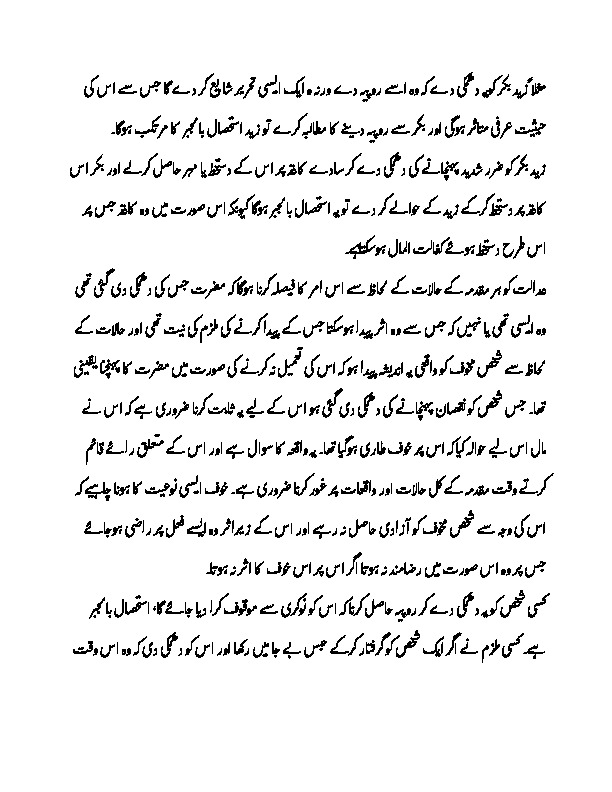 مثلاً زید بکر کو یہ دھمکی دے کہ وہ اسے روپیہ دے ورنہ وہ ایک ایسی تحریر شایع کر دے گا جس سے اس کی
حیثیت عرفی متاثر ہوگی اور بکر سے روپیہ دینے کا مطالبہ کرے تو زید استحصال بالجبر کا مرتکب ہوگا۔
زید بکر کو ضرر شدید پہنچانے کی دھمکی دے کر سادے کاغذ پر اس کے دستخط یا مہر حاصل کرلے اور بکر اس
کاغذ پر دستخط کرکے زید کے حوالے کر دے تو یہ استحصال بالجبر ہوگا کیونکہ اس صورت میں وہ کاغذ جس پر
اس طرح دستخط ہوئے کفالت المال ہوسکتا ہے۔
عدالت کو ہر مقدمہ کے حالات کے لحاظ سے اس امر کا فیصلہ کرنا ہوگا کہ مضرت جس کی دھمکی دی گئی تھی
وہ ایسی تھی یا نہیں کہ جس سے وہ اثر پیدا ہوسکتا جس کے پیدا کرنے کی ملزم کی نیت تھی اور حالات کے
لحاظ سے شخص مخوف کو واقعی یہ اندیشہ پیدا ہو کہ اس کی تعمیل نہ کرنے کی صورت میں مضرت کا پہنچنا یقینی
تھا۔ جس شخص کو نقصان پہنچانے کی دھمکی دی گئی ہو اس کے لیے یہ ثابت کرنا ضروری ہے کہ اس نے
مال اس لیے حوالہ کیا کہ اس پر خوف طاری ہوگیا تھا۔ یہ واقعہ کا سوال ہے اور اس کے متعلق رائے قائم
کرتے وقت مقدمہ کے کل حالات اور واقعات پر غور کرنا ضروری ہے۔ خوف ایسی نوعیت کا ہونا چاہیے کہ
اس کی وجہ سے شخص مخوف کو آزادی حاصل نہ رہے اور اس کے زیر اثر وہ ایسے فعل پر راضی ہوجائے
جس پر وہ اس صورت میں رضامند نہ ہوتا اگر اس پر اس خوف کا اثر نہ ہوتا۔
کسی شخص کو یہ دھمکی دے کر روپیہ حاصل کرنا کہ اس کو نوکری سے موقوف کرا دیا جائے گا، استحصال بالجبر
ہے۔ کسی ملزم نے اگر ایک شخص کو گرفتار کرکے حبس بے جا میں رکھا اور اس کو دھمکی دی کہ وہ اس وقت